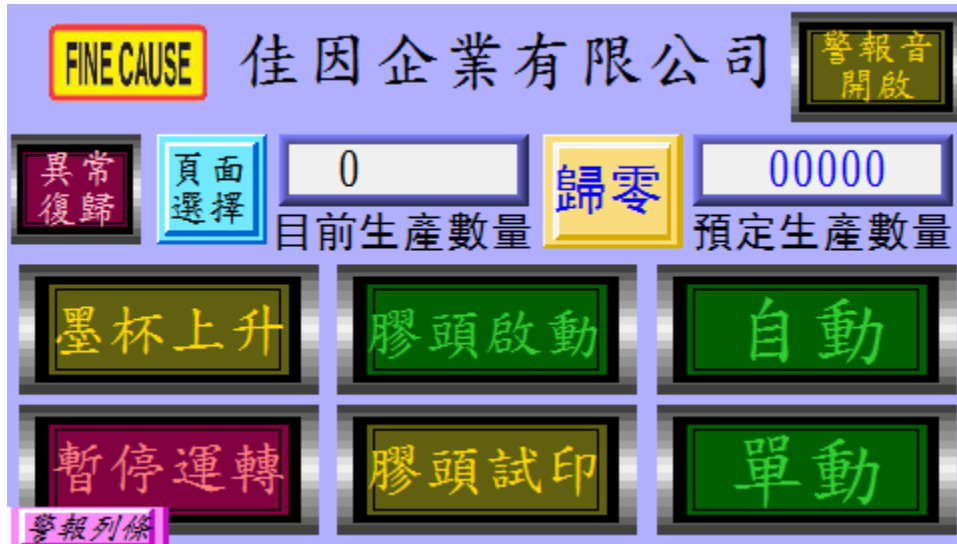 FINE CAUSE 佳因企業有限公司
警報音
開啟
異常
復歸
頁面
選擇
0
目前生產數量
歸零
00000
預定生產數量
墨杯上升
膠頭啟動
自動
暫停運轉
膠頭試印
單動
警報列條